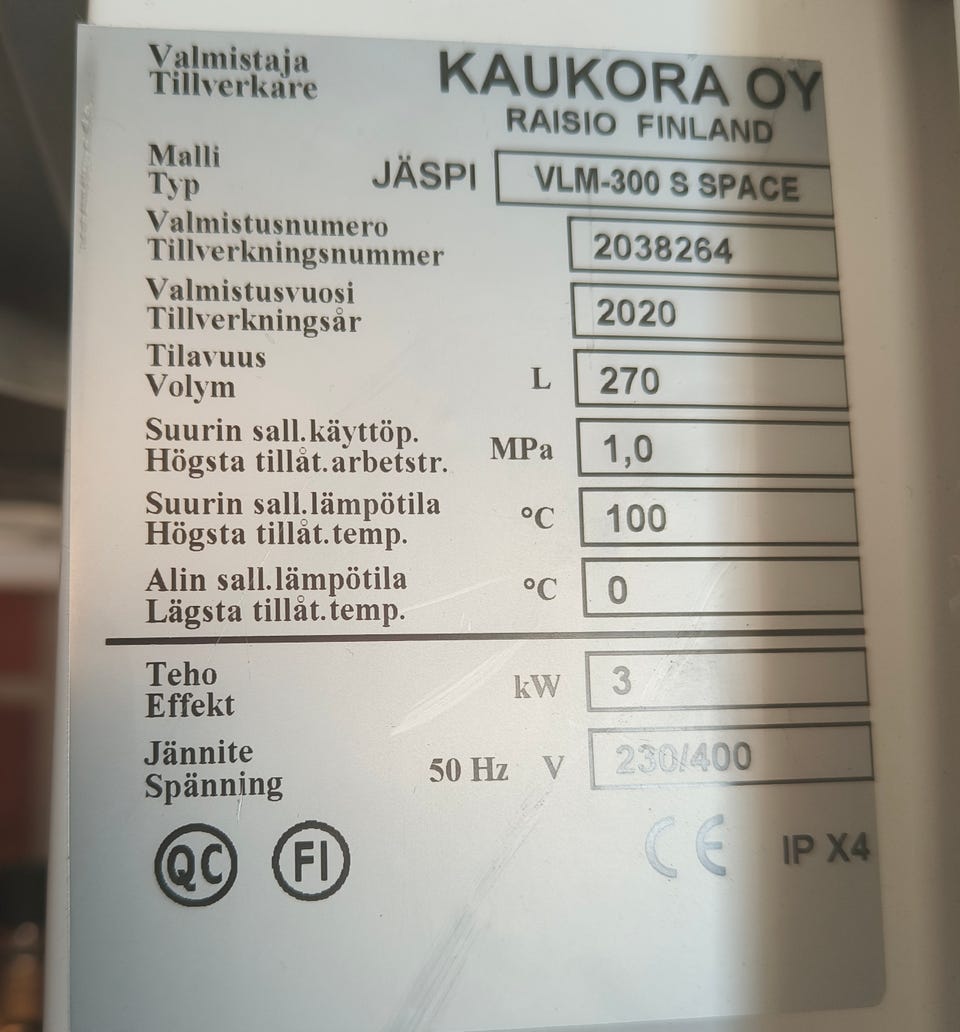 Valmistaja
Tillverkare
KAUKORA OY
RAISIO FINLAND
Malli
Typ
JÄSPI VLM-300 S SPACE
Valmistusnumero
Tillverkningsnummer
2038264
Valmistusvuosi
Tillverkningsår
2020
Tilavuus
Volym
L 270
Suurin sall.käyttöp.
Högsta tillåt.arbetstr.
MPa 1,0
Suurin sall.lämpötila
Högsta tillåt.temp.
°C 100
Alin sall.lämpötila
Lägsta tillåt.temp.
°C 0
Teho
Effekt
kW 3
Jännite
Spänning
50 Hz V 230/400
QC FI CE IP X4